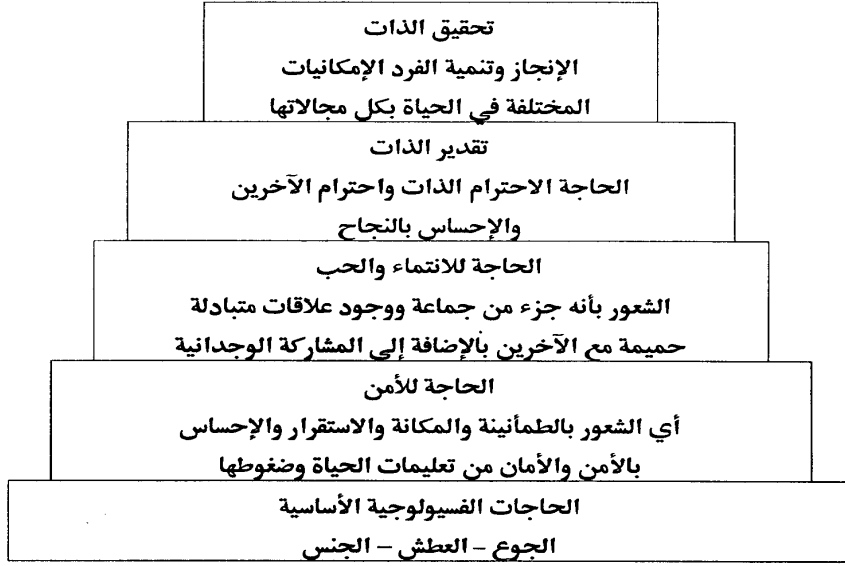 تحقيق الذات
الإنجاز وتنمية الفرد الإمكانيات
المختلفة في الحياة بكل مجالاتها
تقدير الذات
الحاجة الاحترام الذات واحترام الآخرين
والإحساس بالنجاح
الحاجة للانتماء والحب
الشعور بأنه جزء من جماعة ووجود علاقات متبادلة
حميمة مع الآخرين بالإضافة إلى المشاركة الوجدانية
الحاجة للأمن
أي الشعور بالطمأنينة والمكانة والاستقرار والإحساس
بالأمن والأمان من تعليمات الحياة وضغوطها
الحاجات الفسيولوجية الأساسية
الجوع – العطش – الجنس